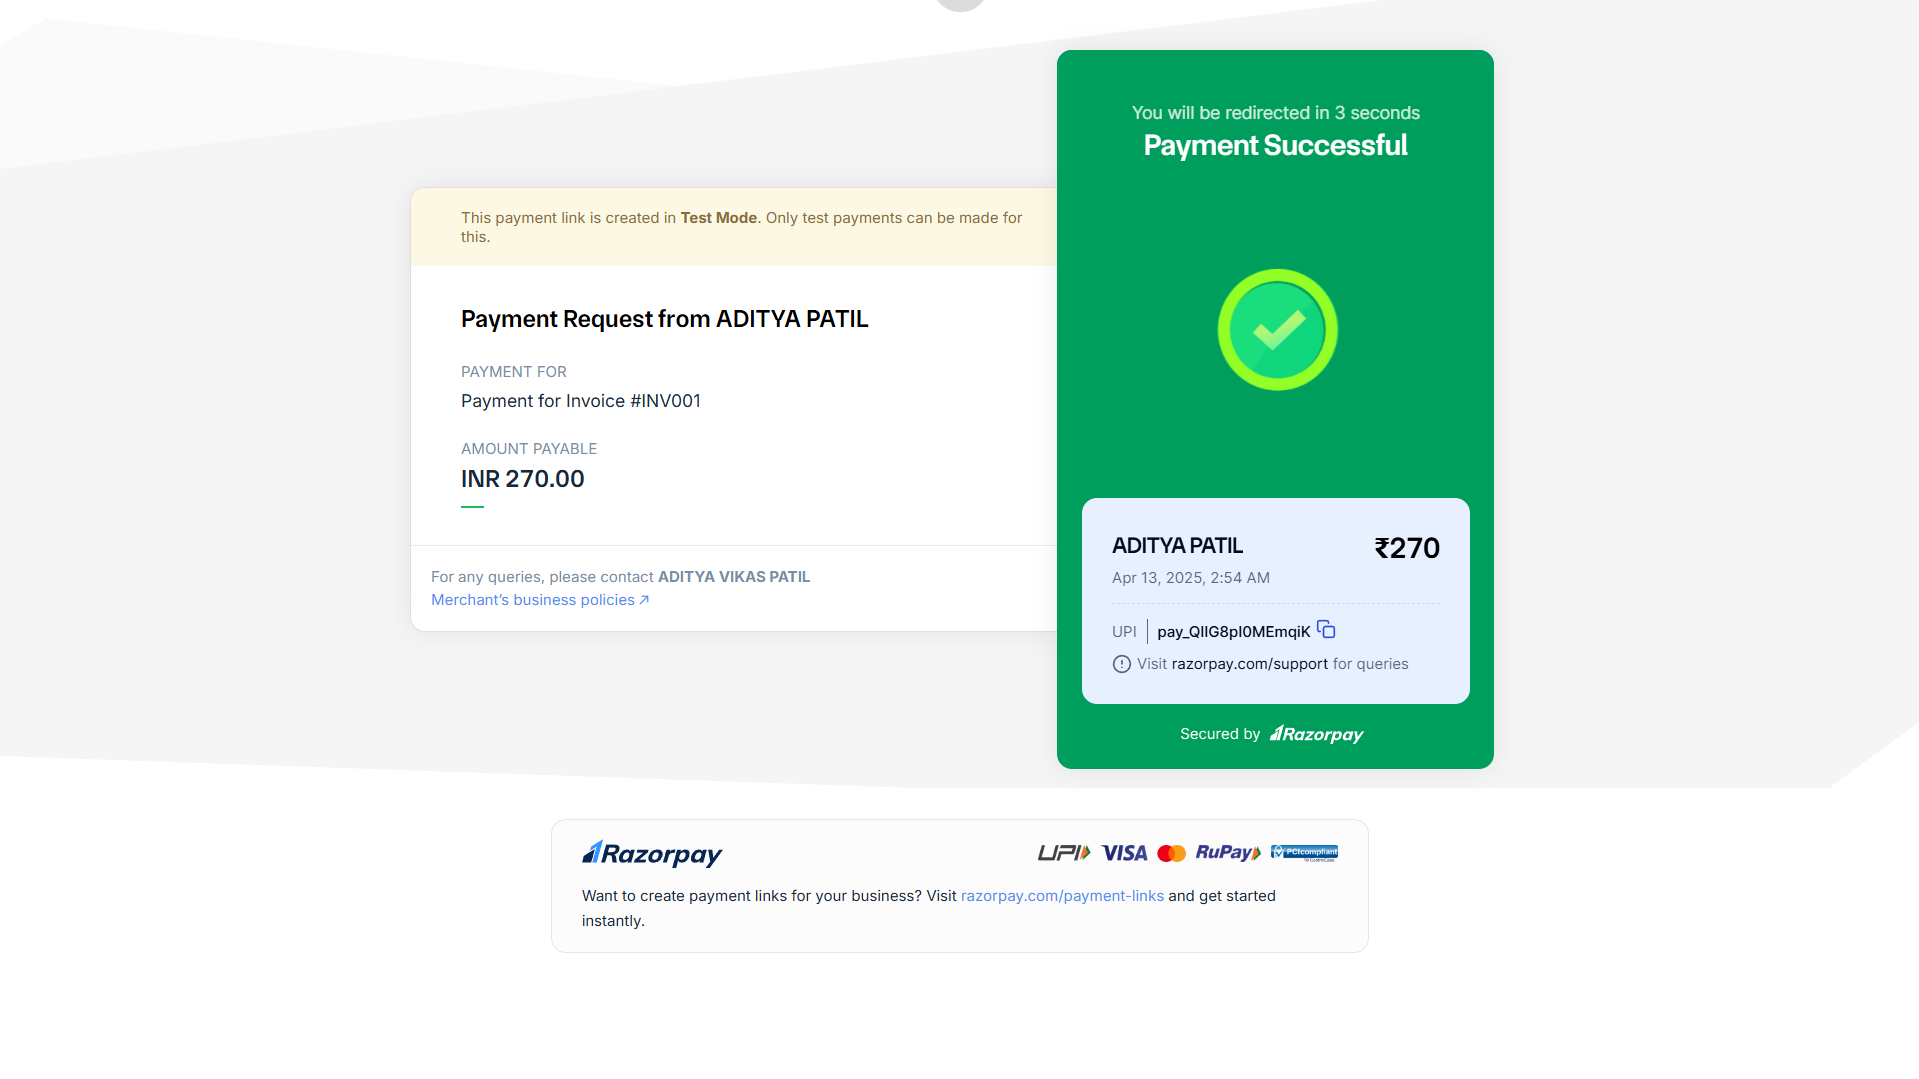 This payment link is created in Test Mode. Only test payments can be made for
this.
Payment Request from ADITYA PATIL
PAYMENT FOR
Payment for Invoice #INV001
AMOUNT PAYABLE
INR 270.00
For any queries, please contact ADITYA VIKAS PATIL
Merchant's business policies
You will be redirected in 3 seconds
Payment Successful
ADITYA PATIL ₹270
Apr 13, 2025, 2:54 AM
UPI pay_QIIG8pI0MEmqiK
Visit razorpay.com/support for queries
Secured by Razorpay
Razorpay UPI VISA RuPay PCIcompliant
Want to create payment links for your business? Visit razorpay.com/payment-links and get started
instantly.